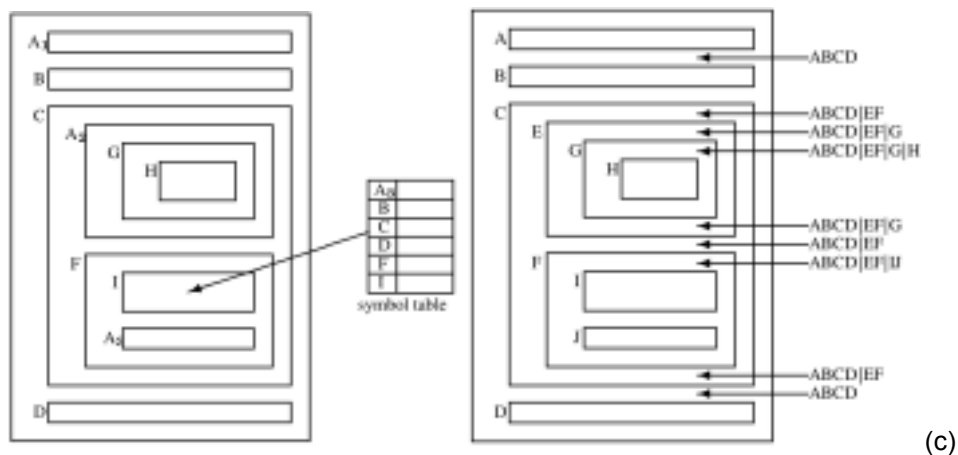 A₁
B
C
A₂
G
H
F
I
A₃
D
A₃
B
C
D
F
I
symbol table
A
ABCD
B
C
ABCD|EF
E
ABCD|EF|G
G
ABCD|EF|G|H
H
ABCD|EF|G
ABCD|EF
F
ABCD|EF|IJ
I
J
ABCD|EF
ABCD
D
(c)